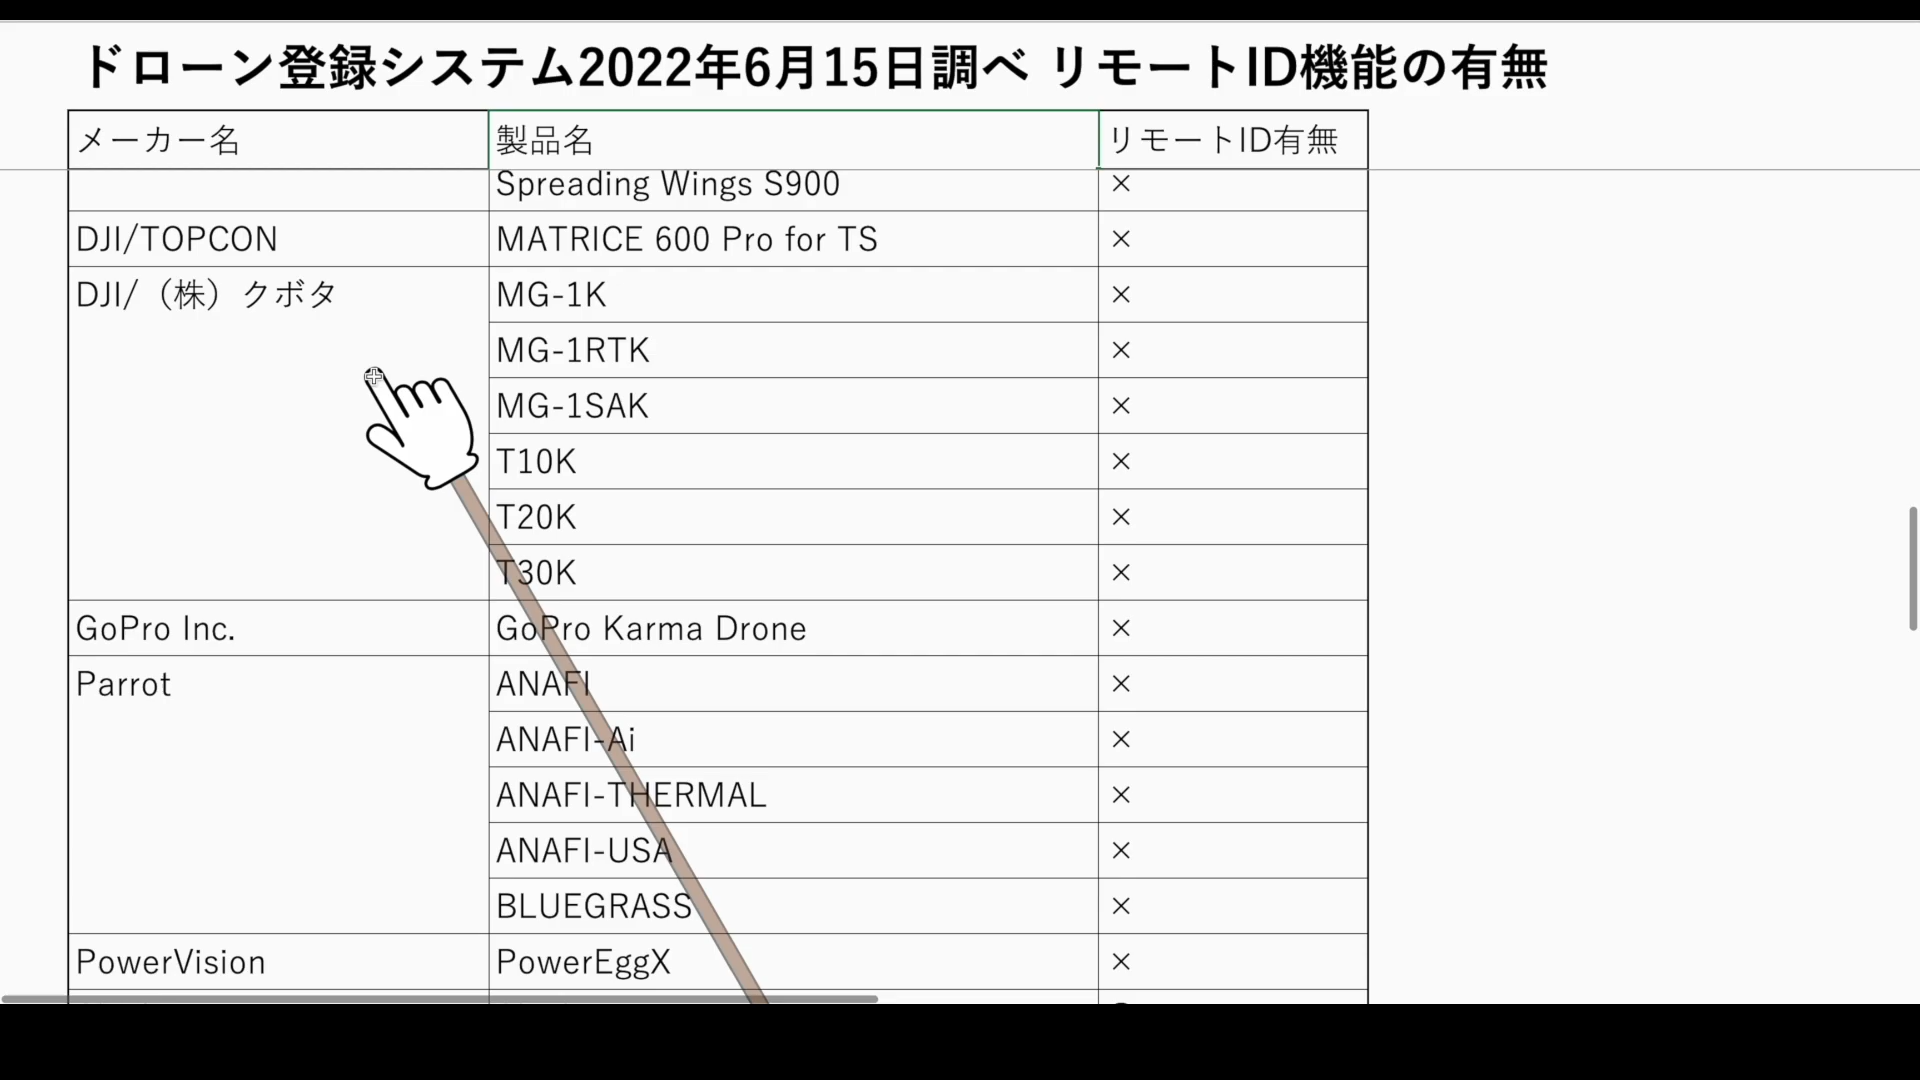 ドローン登録システム2022年6月15日調べ リモートID機能の有無
メーカー名 製品名 リモートID有無
Spreading Wings S900 ×
DJI/TOPCON MATRICE 600 Pro for TS ×
DJI/（株）クボタ MG-1K ×
MG-1RTK ×
MG-1SAK ×
T10K ×
T20K ×
T30K ×
GoPro Inc. GoPro Karma Drone ×
Parrot ANAFI ×
ANAFI-Ai ×
ANAFI-THERMAL ×
ANAFI-USA ×
BLUEGRASS ×
PowerVision PowerEggX ×